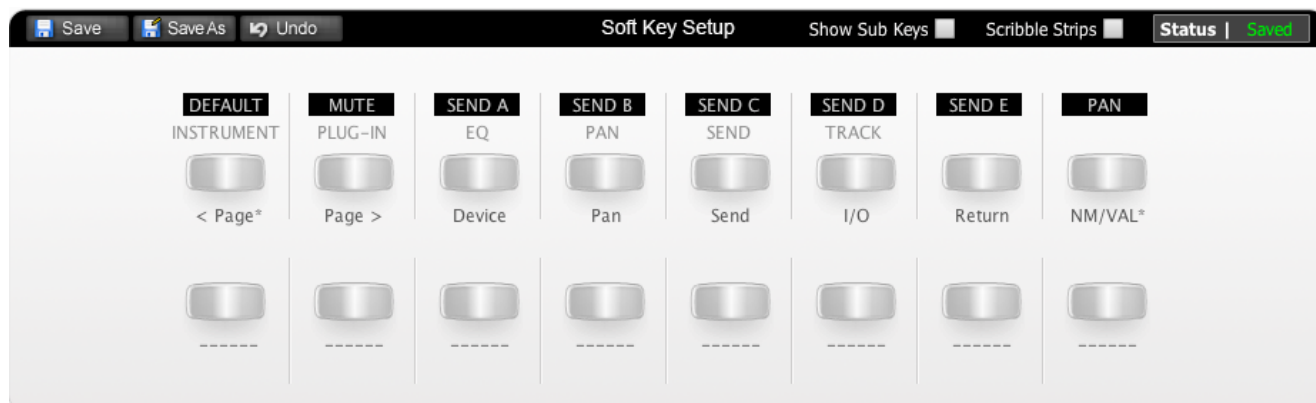 Save Save As Undo Soft Key Setup Show Sub Keys Scribble Strips Status | Saved
DEFAULT MUTE SEND A SEND B SEND C SEND D SEND E PAN
INSTRUMENT PLUG-IN EQ PAN SEND TRACK
< Page* Page > Device Pan Send I/O Return NM/VAL*
------ ------ ------ ------ ------ ------ ------ ------